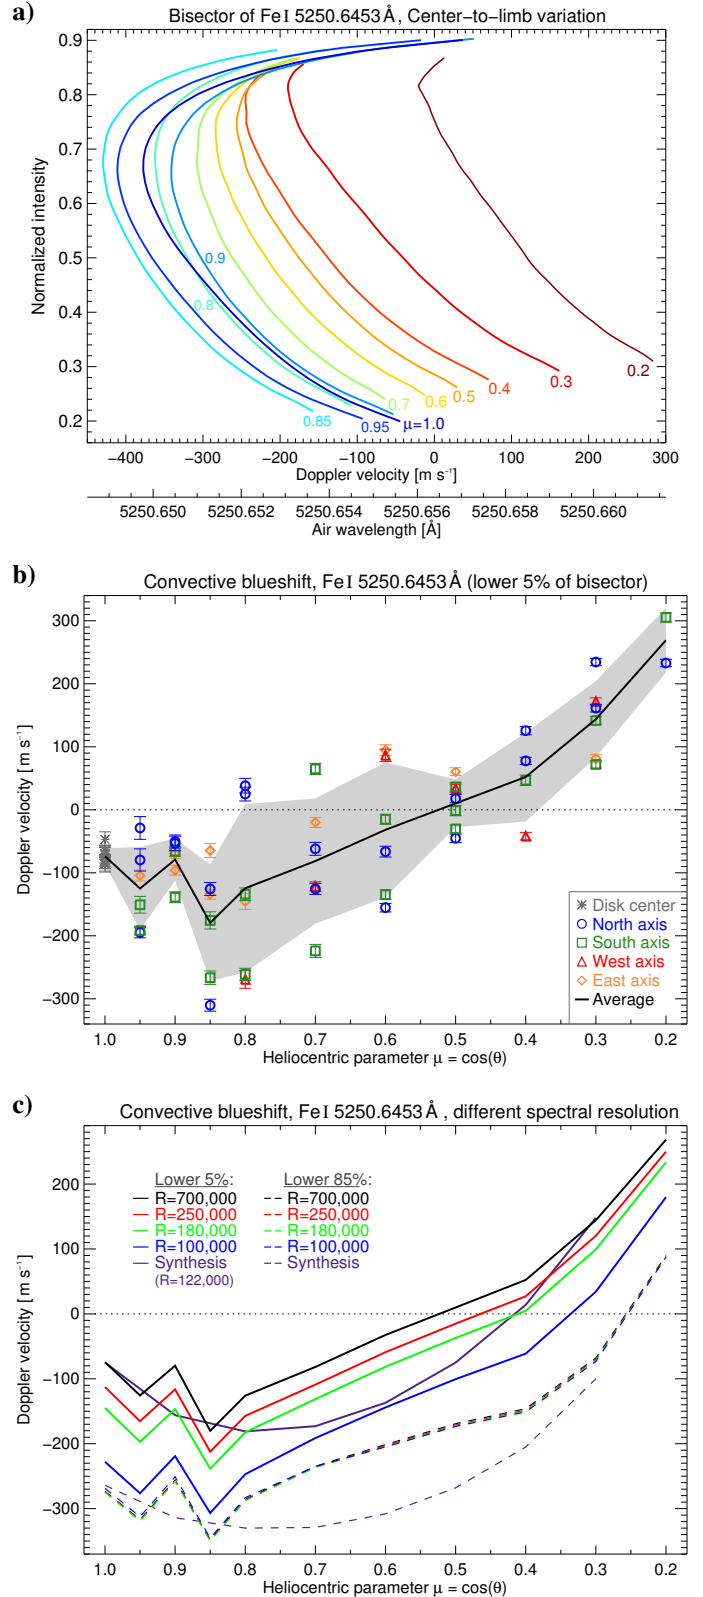 a)
Bisector of Fe I 5250.6453 Å, Center-to-limb variation
Normalized intensity
0.9
0.8
0.7
0.6
0.5
0.4
0.3
0.2
0.9
0.8
0.85
0.95
μ=1.0
0.7
0.6
0.5
0.4
0.3
0.2
−400 −300 −200 −100 0 100 200 300
Doppler velocity [m s⁻¹]
5250.650 5250.652 5250.654 5250.656 5250.658 5250.660
Air wavelength [Å]
b)
Convective blueshift, Fe I 5250.6453 Å (lower 5% of bisector)
Doppler velocity [m s⁻¹]
300
200
100
0
−100
−200
−300
Disk center
North axis
South axis
West axis
East axis
Average
1.0 0.9 0.8 0.7 0.6 0.5 0.4 0.3 0.2
Heliocentric parameter μ = cos(θ)
c)
Convective blueshift, Fe I 5250.6453 Å , different spectral resolution
Doppler velocity [m s⁻¹]
200
100
0
−100
−200
−300
Lower 5%: Lower 85%:
R=700,000 R=700,000
R=250,000 R=250,000
R=180,000 R=180,000
R=100,000 R=100,000
Synthesis Synthesis
(R=122,000)
1.0 0.9 0.8 0.7 0.6 0.5 0.4 0.3 0.2
Heliocentric parameter μ = cos(θ)